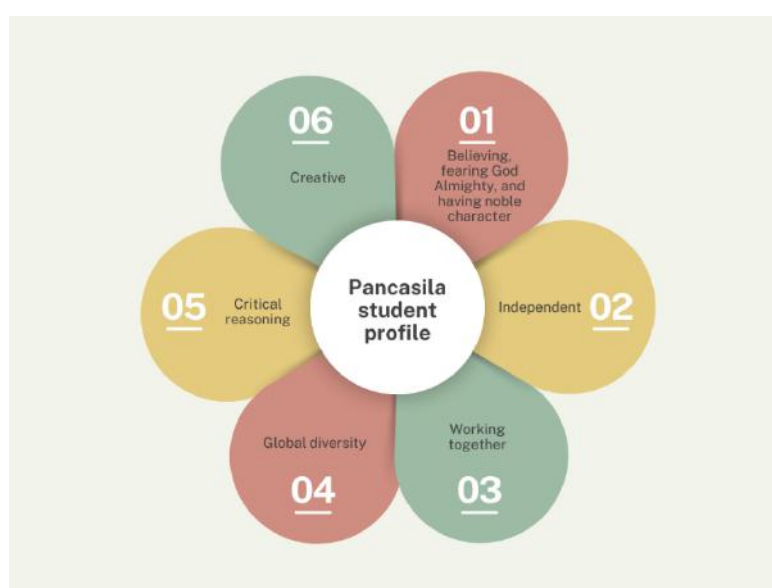 Pancasila
student
profile
01
Believing,
fearing God
Almighty, and
having noble
character
Independent
02
Working
together
03
Global diversity
04
05
Critical
reasoning
06
Creative